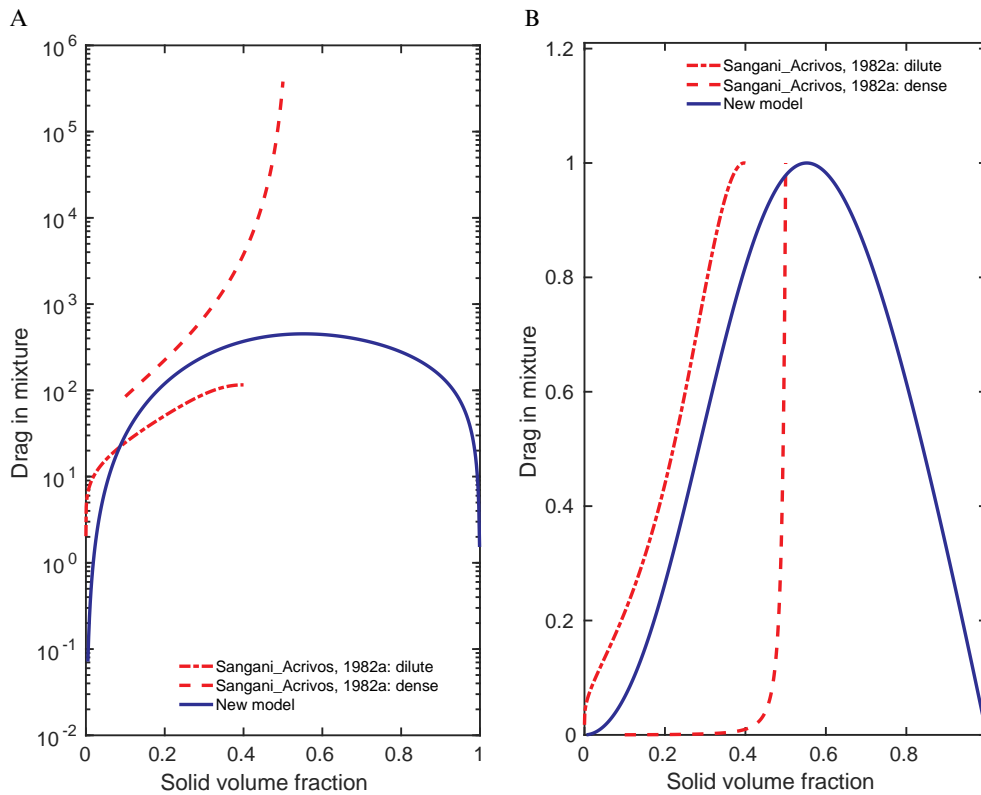 A
10^6
10^5
10^4
10^3
10^2
10^1
10^0
10^-1
10^-2
Drag in mixture
Sangani_Acrivos, 1982a: dilute
Sangani_Acrivos, 1982a: dense
New model
0 0.2 0.4 0.6 0.8 1
Solid volume fraction
B
1.2
1
0.8
0.6
0.4
0.2
0
Drag in mixture
Sangani_Acrivos, 1982a: dilute
Sangani_Acrivos, 1982a: dense
New model
0 0.2 0.4 0.6 0.8
Solid volume fraction